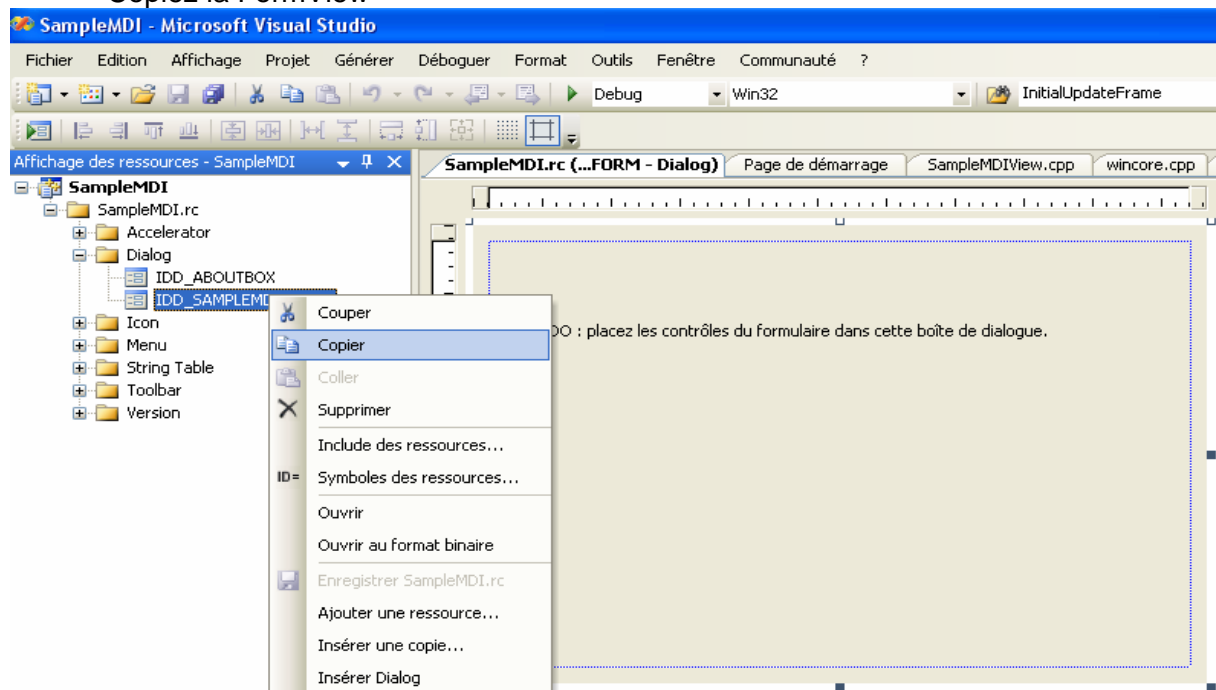 Copiez la FormView
SampleMDI - Microsoft Visual Studio
Fichier Edition Affichage Projet Générer Déboguer Format Outils Fenêtre Communauté ?
Debug Win32 InitialUpdateFrame
Affichage des ressources - SampleMDI
SampleMDI.rc (...FORM - Dialog) Page de démarrage SampleMDIView.cpp wincore.cpp
SampleMDI
SampleMDI.rc
Accelerator
Dialog
IDD_ABOUTBOX
IDD_SAMPLEMD
Icon
Menu
String Table
Toolbar
Version
Couper
Copier
Coller
Supprimer
Include des ressources...
ID= Symboles des ressources...
Ouvrir
Ouvrir au format binaire
Enregistrer SampleMDI.rc
Ajouter une ressource...
Insérer une copie...
Insérer Dialog
DO : placez les contrôles du formulaire dans cette boîte de dialogue.